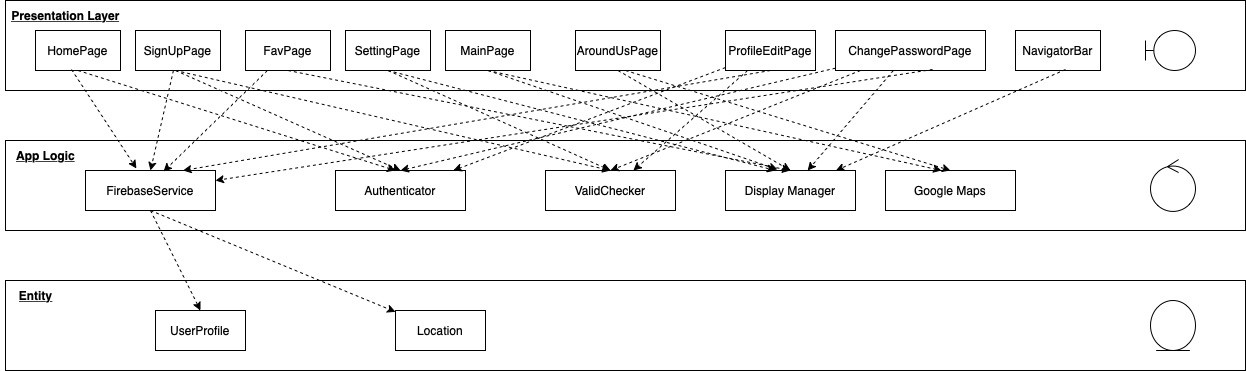 Presentation Layer
HomePage
SignUpPage
FavPage
SettingPage
MainPage
AroundUsPage
ProfileEditPage
ChangePasswordPage
NavigatorBar
App Logic
FirebaseService
Authenticator
ValidChecker
Display Manager
Google Maps
Entity
UserProfile
Location